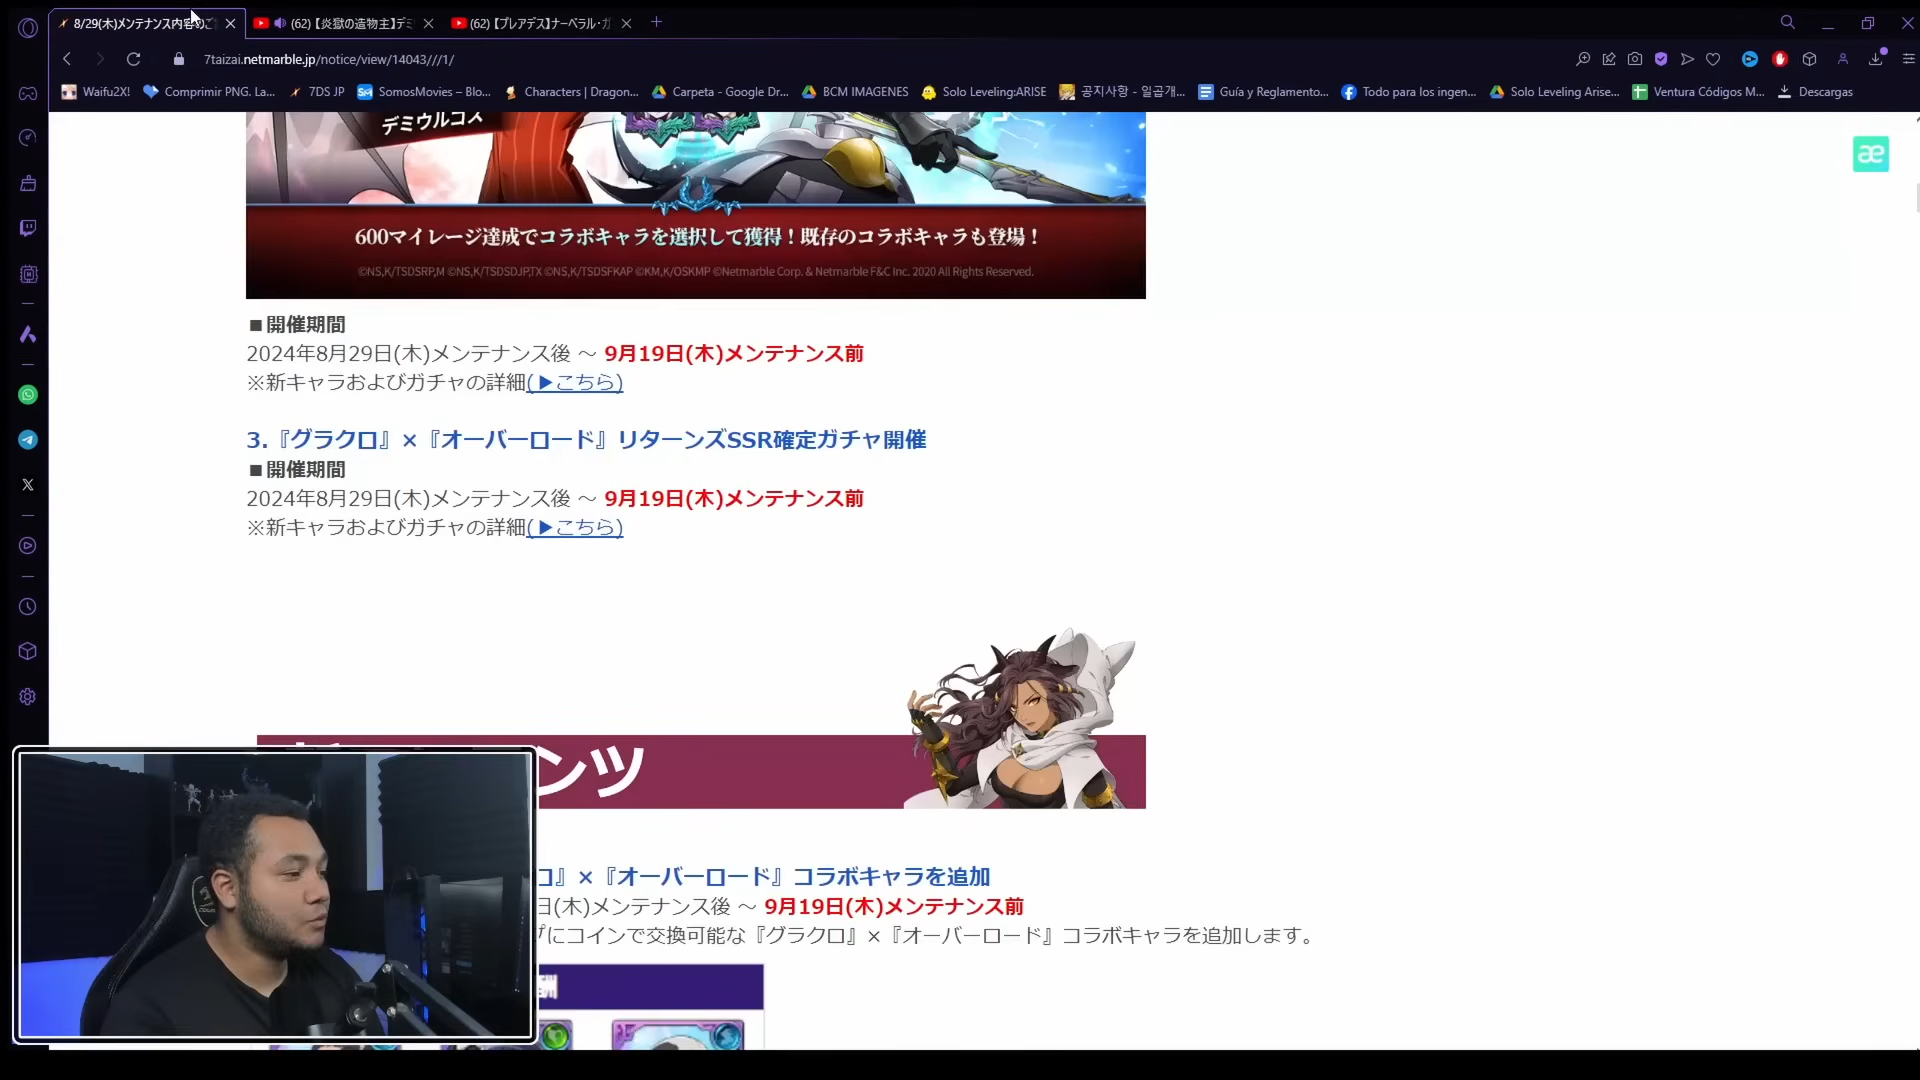 8/29(木)メンテナンス内容のご
(62)【炎獄の造物主】デミ
(62)【プレアデス】ナーベラル・ガ
7taizai.netmarble.jp/notice/view/14043///1/
Waifu2X!
Comprimir PNG. La...
7DS JP
SomosMovies – Blo...
Characters | Dragon...
Carpeta - Google Dr...
BCM IMAGENES
Solo Leveling:ARISE
공지사항 - 일곱개...
Guía y Reglamento...
Todo para los ingen...
Solo Leveling Arise...
Ventura Códigos M...
Descargas
デミウルゴス
600マイレージ達成でコラボキャラを選択して獲得！既存のコラボキャラも登場！
©NS,K/TSDSRP,M ©NS,K/TSDSDJP,TX ©NS,K/TSDSFKAP ©KM,K/OSKMP ©Netmarble Corp. & Netmarble F&C Inc. 2020 All Rights Reserved.
æ
■開催期間
2024年8月29日(木)メンテナンス後 ～ 9月19日(木)メンテナンス前
※新キャラおよびガチャの詳細(▶こちら)
3.『グラクロ』×『オーバーロード』リターンズSSR確定ガチャ開催
■開催期間
2024年8月29日(木)メンテナンス後 ～ 9月19日(木)メンテナンス前
※新キャラおよびガチャの詳細(▶こちら)
ンツ
ロ』×『オーバーロード』コラボキャラを追加
日(木)メンテナンス後 ～ 9月19日(木)メンテナンス前
プにコインで交換可能な『グラクロ』×『オーバーロード』コラボキャラを追加します。
酬